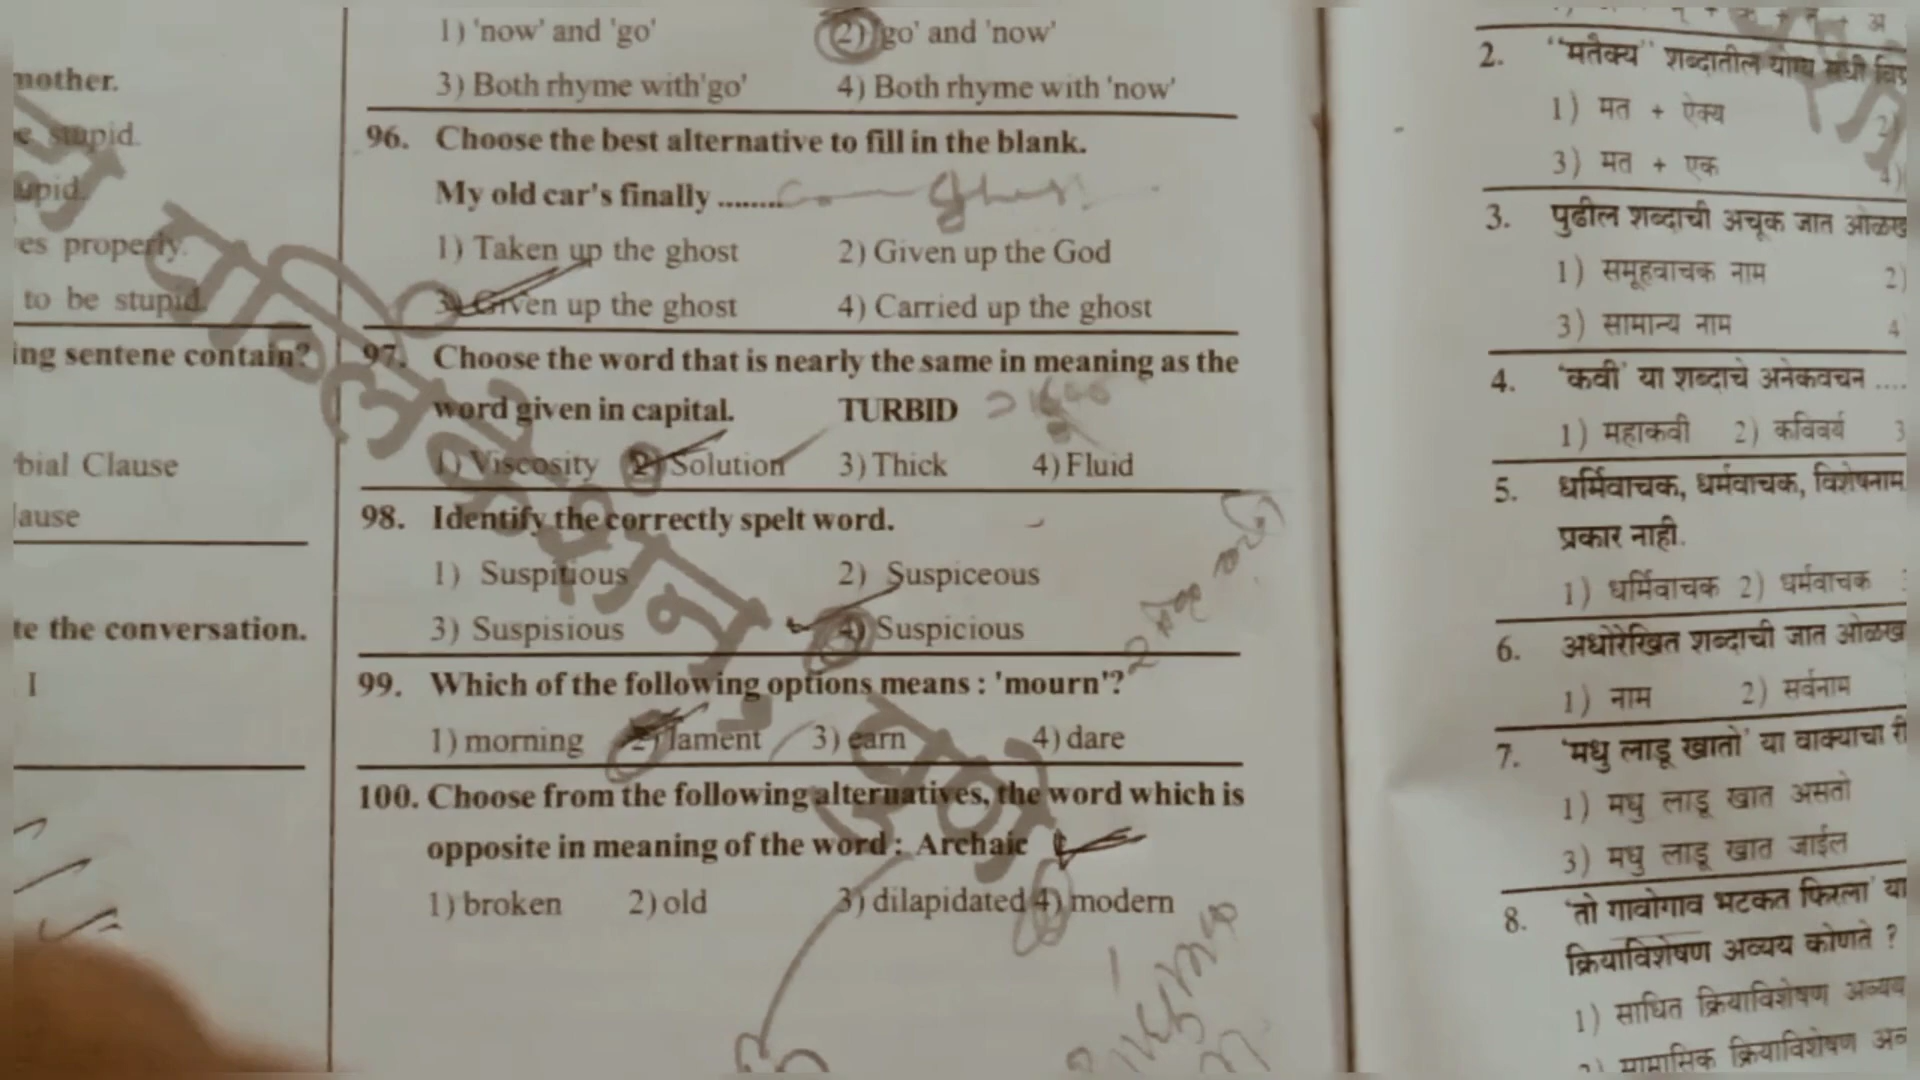 nother.
e stupid.
upid.
es properly.
to be stupid.
ing sentene contain?
bial Clause
lause
te the conversation.
I
1) 'now' and 'go' 2) 'go' and 'now'
3) Both rhyme with'go' 4) Both rhyme with 'now'
96. Choose the best alternative to fill in the blank.
My old car's finally ........
1) Taken up the ghost 2) Given up the God
3) Given up the ghost 4) Carried up the ghost
97. Choose the word that is nearly the same in meaning as the
word given in capital. TURBID
1) Viscosity 2) Solution 3) Thick 4) Fluid
98. Identify the correctly spelt word.
1) Suspitious 2) Suspiceous
3) Suspisious 4) Suspicious
99. Which of the following options means : 'mourn'?
1) morning 2) lament 3) earn 4) dare
100. Choose from the following alternatives, the word which is
opposite in meaning of the word : Archaic
1) broken 2) old 3) dilapidated 4) modern
2. "मतैक्य" शब्दातील योग्य संधी
1) मत + ऐक्य 2)
3) मत + एक 4)
3. पुढील शब्दाची अचूक जात ओळख
1) समूहवाचक नाम 2)
3) सामान्य नाम 4
4. 'कवी' या शब्दाचे अनेकवचन ....
1) महाकवी 2) कविवर्य 3
5. धर्मिवाचक, धर्मवाचक, विशेषनाम
प्रकार नाही.
1) धर्मिवाचक 2) धर्मवाचक
6. अधोरेखित शब्दाची जात ओळख
1) नाम 2) सर्वनाम
7. 'मधु लाडू खातो' या वाक्याचा री
1) मधु लाडू खात असतो
3) मधु लाडू खात जाईल
8. 'तो गावोगाव भटकत फिरला' या
क्रियाविशेषण अव्यय कोणते ?
1) साधित क्रियाविशेषण अव्यय
सामासिक क्रियाविशेषण अव